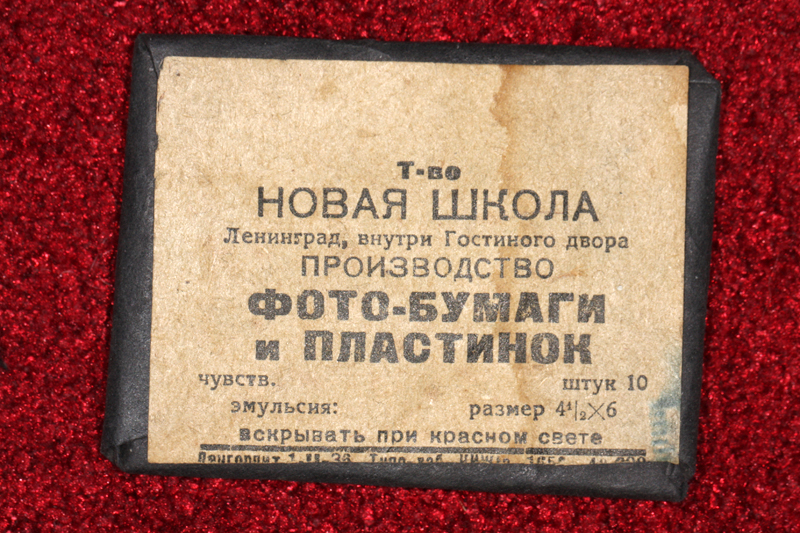 Т-во
НОВАЯ ШКОЛА
Ленинград, внутри Гостиного двора
ПРОИЗВОДСТВО
ФОТО-БУМАГИ
и ПЛАСТИНОК
чувств. штук 10
эмульсия: размер 4½×6
вскрывать при красном свете